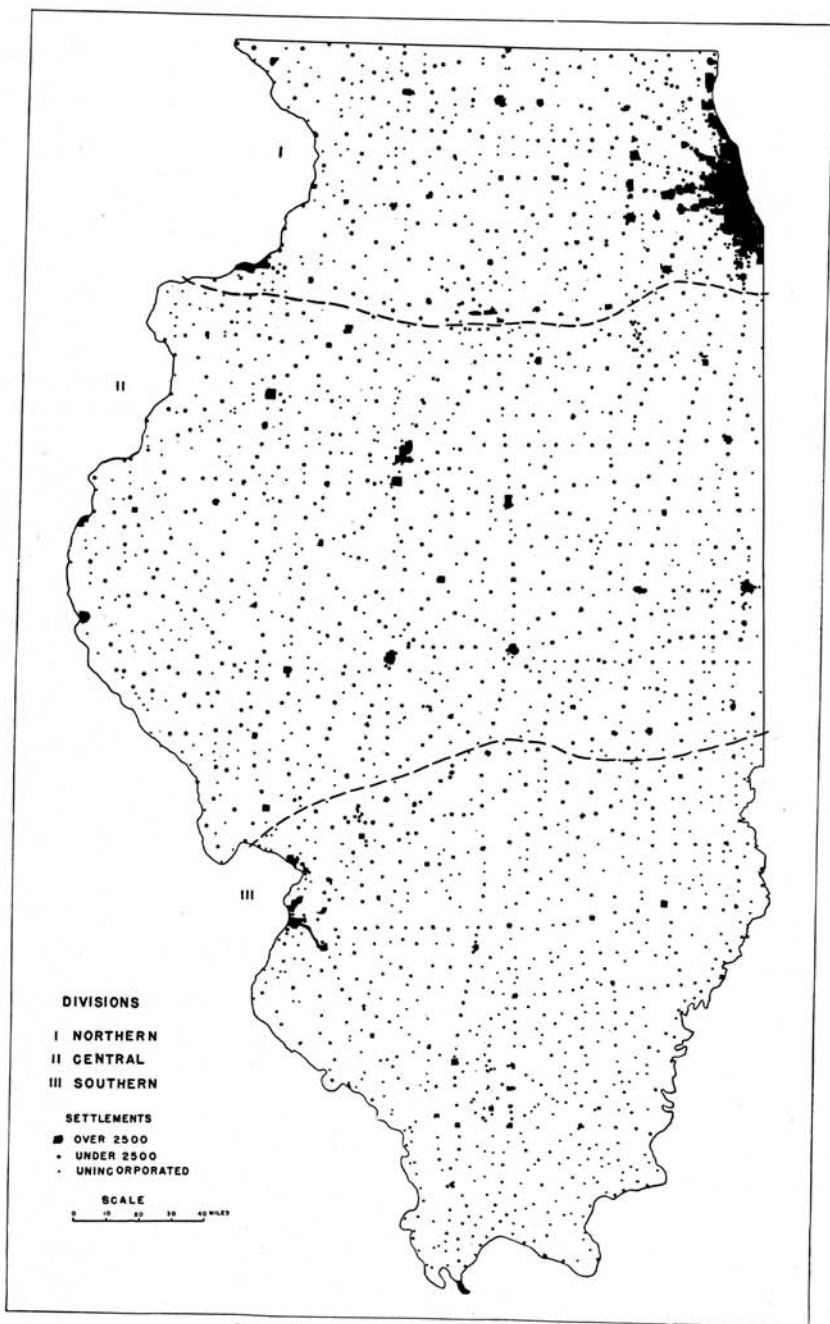 I
II
III
DIVISIONS
I NORTHERN
II CENTRAL
III SOUTHERN
SETTLEMENTS
OVER 2500
UNDER 2500
UNINCORPORATED
SCALE
0 10 20 30 40 MILES